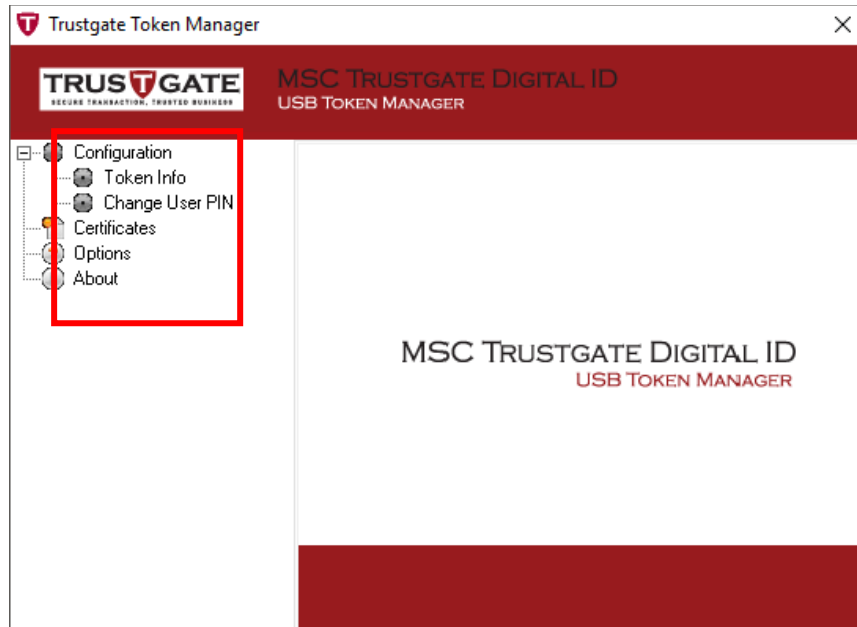 Trustgate Token Manager
TRUSTGATE
SECURE TRANSACTION, TRUSTED BUSINESS
MSC TRUSTGATE DIGITAL ID
USB TOKEN MANAGER
Configuration
Token Info
Change User PIN
Certificates
Options
About
MSC TRUSTGATE DIGITAL ID
USB TOKEN MANAGER